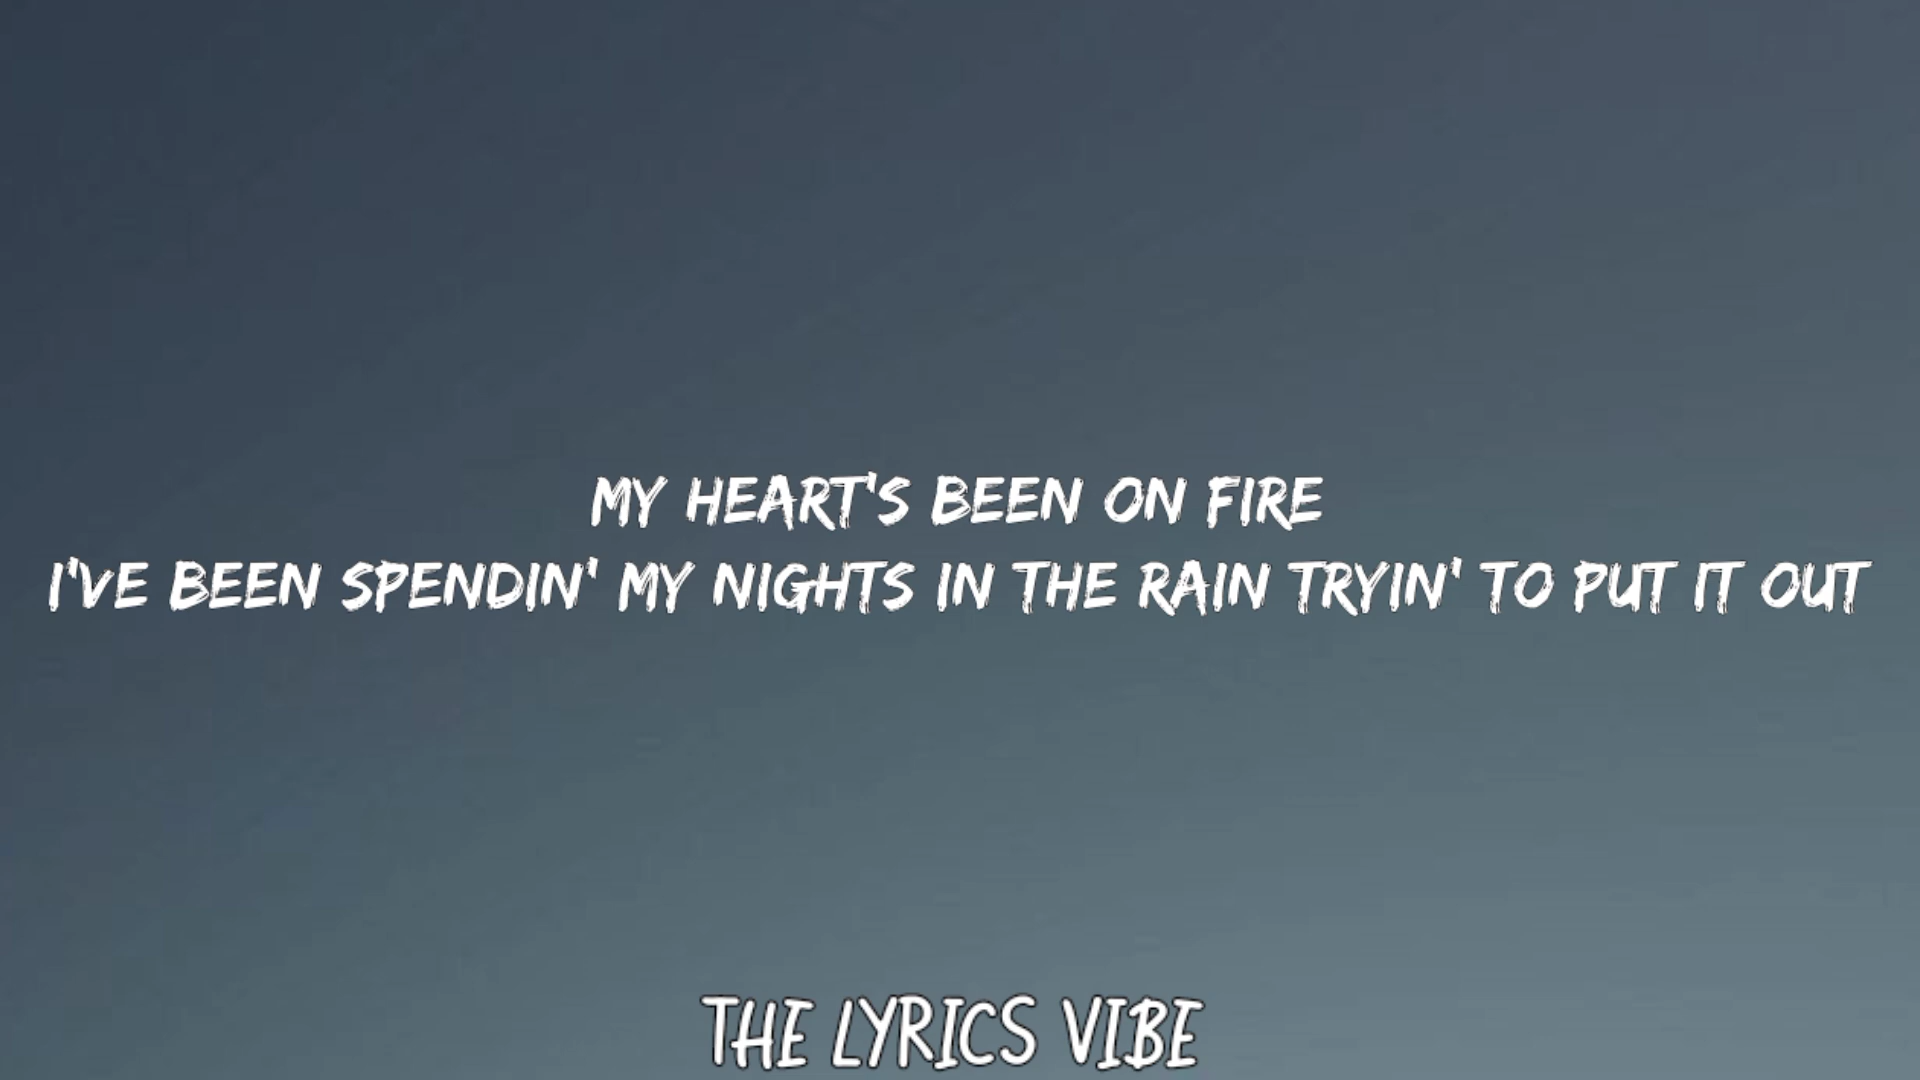 MY HEART'S BEEN ON FIRE
I'VE BEEN SPENDIN' MY NIGHTS IN THE RAIN TRYIN' TO PUT IT OUT
THE LYRICS VIBE